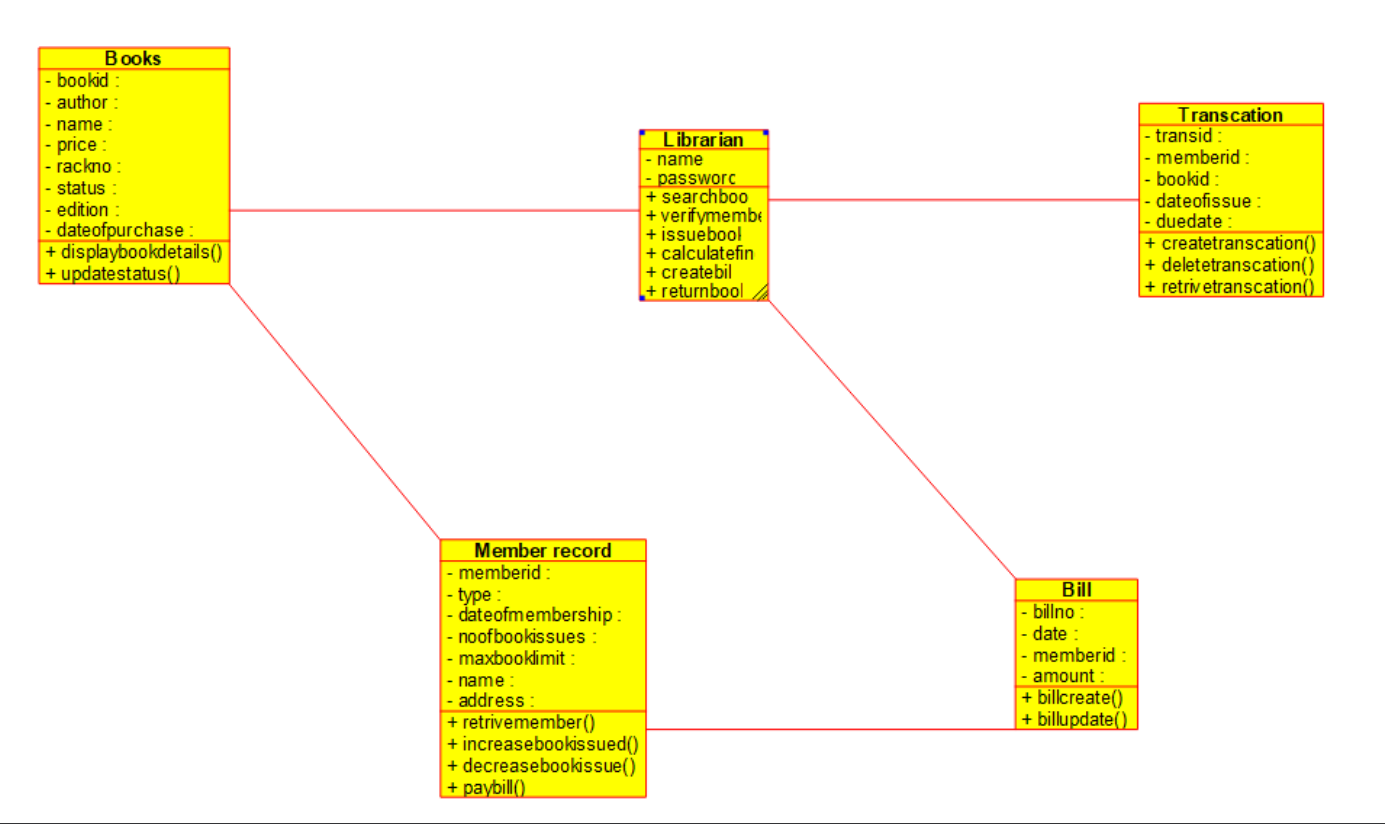 Books
- bookid :
- author :
- name :
- price :
- rackno :
- status :
- edition :
- dateofpurchase :
+ displaybookdetails()
+ updatestatus()
Librarian
- name
- passworc
+ searchboo
+ verifymembe
+ issuebool
+ calculatefin
+ createbil
+ returnbool
Transcation
- transid :
- memberid :
- bookid :
- dateofissue :
- duedate :
+ createtranscation()
+ deletetranscation()
+ retrivetranscation()
Member record
- memberid :
- type :
- dateofmembership :
- noofbookissues :
- maxbooklimit :
- name :
- address :
+ retrivemember()
+ increasebookissued()
+ decreasebookissue()
+ paybill()
Bill
- billno :
- date :
- memberid :
- amount :
+ billcreate()
+ billupdate()